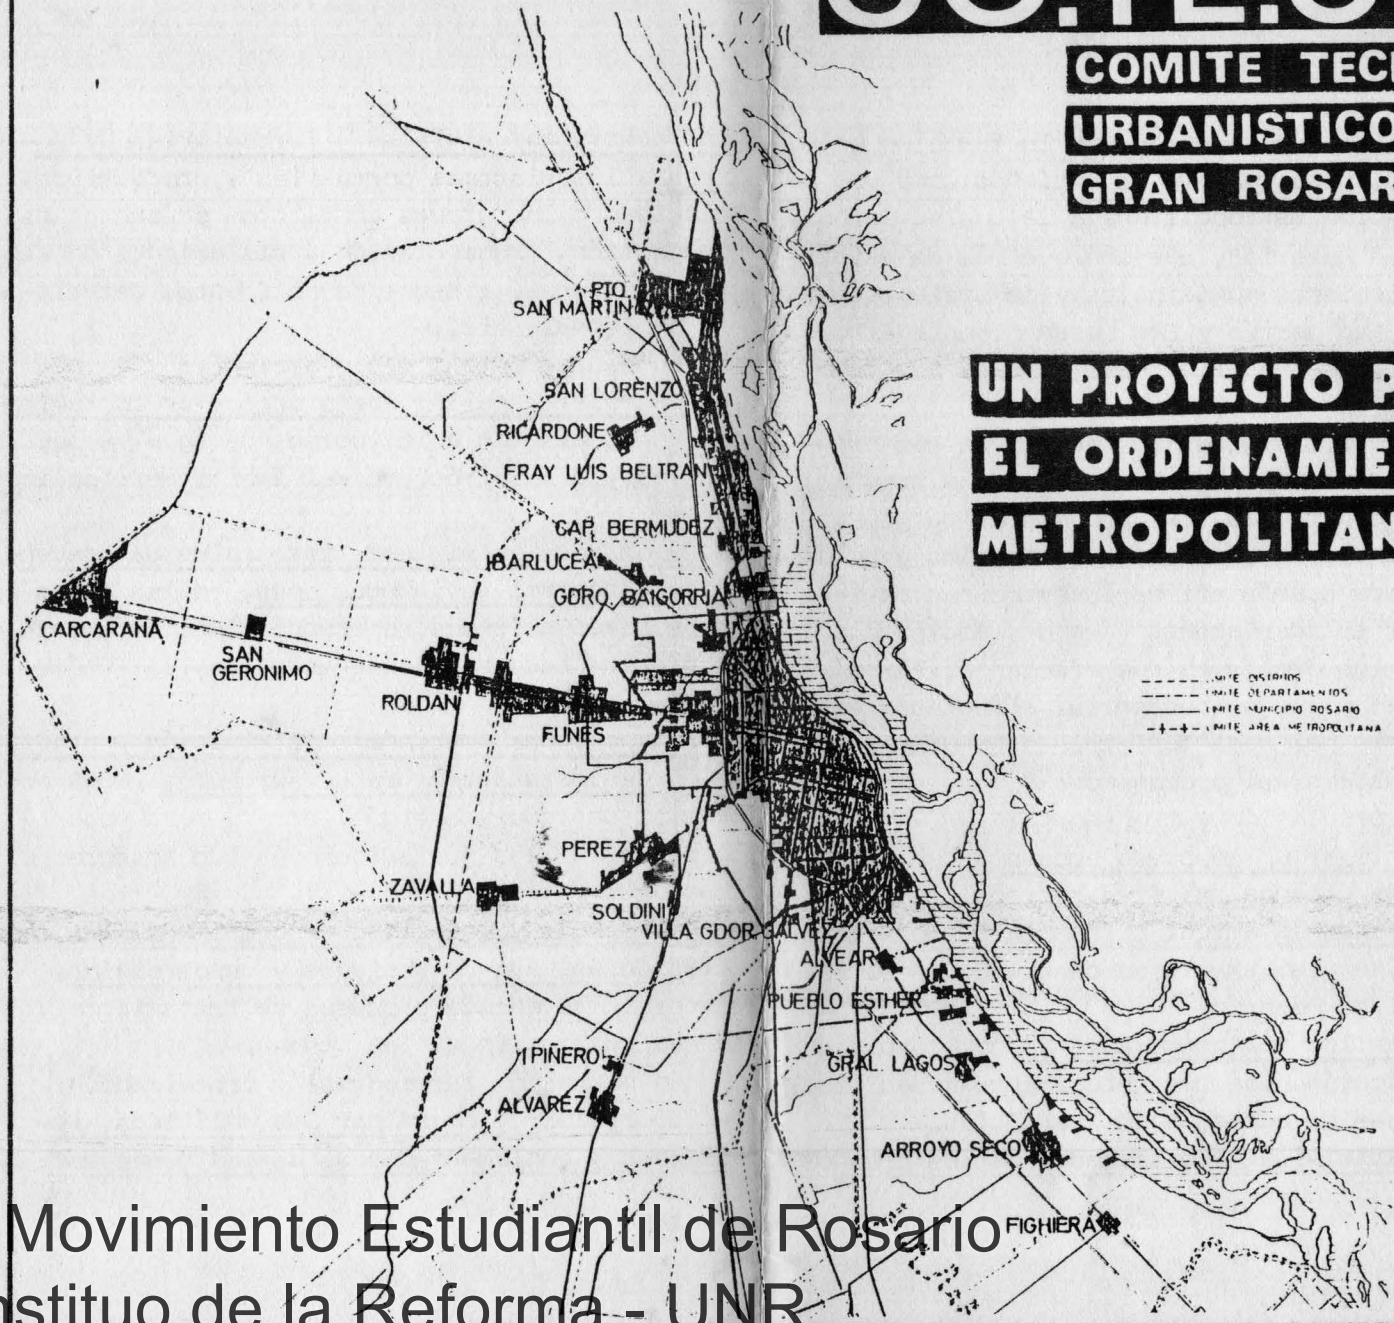 COMITE TEC
URBANISTICO
GRAN ROSAR
UN PROYECTO P
EL ORDENAMIE
METROPOLITAN
PTO.
SAN MARTIN
SAN LORENZO
RICARDONE
FRAY LUIS BELTRAN
CAP. BERMUDEZ
IBARLUCEA
GDRO. BAIGORRIA
CARCARAÑA
SAN
GERONIMO
ROLDAN
FUNES
LIMITE DISTRITOS
LIMITE DEPARTAMENTOS
LIMITE MUNICIPIO ROSARIO
LIMITE AREA METROPOLITANA
PEREZ
ZAVALLA
SOLDINI
VILLA GDOR. GALVEZ
ALVEAR
PUEBLO ESTHER
PIÑERO
GRAL. LAGOS
ALVAREZ
ARROYO SECO
FIGHIERA
Movimiento Estudiantil de Rosario
nstituo de la Reforma - UNR